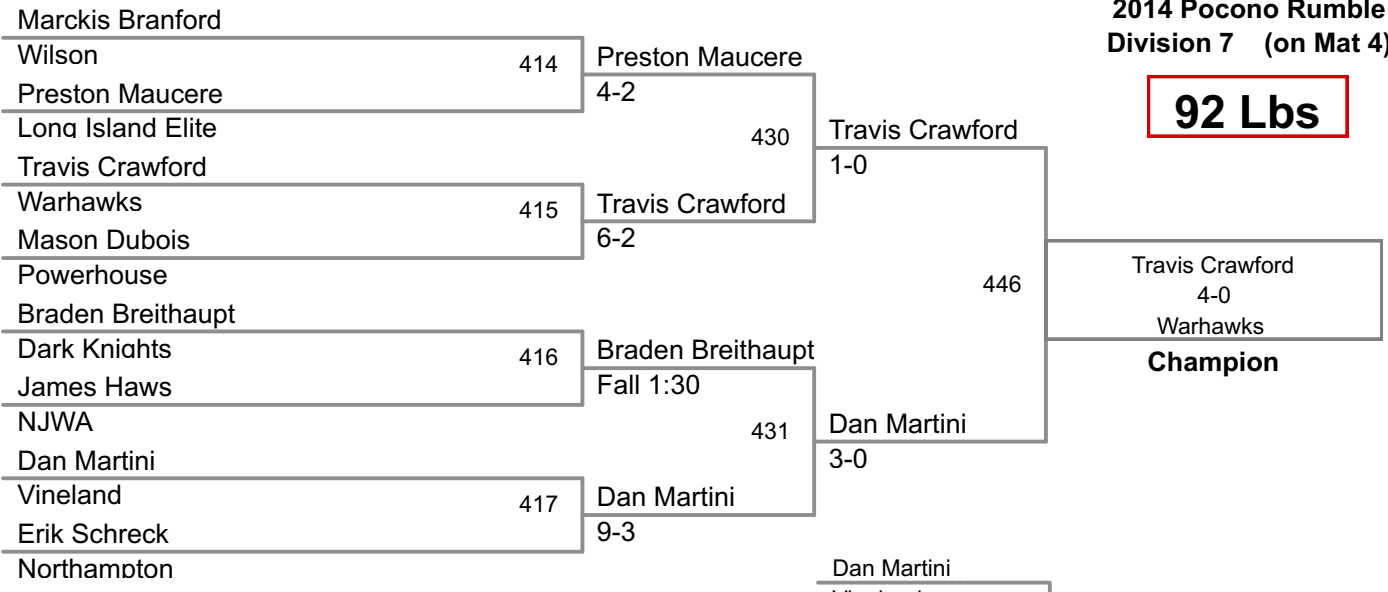 2014 Pocono Rumble
Division 7 (on Mat 4)
92 Lbs
Marckis Branford
Wilson
414
Preston Maucere
Long Island Elite
Preston Maucere
4-2
430
Travis Crawford
Warhawks
415
Mason Dubois
Powerhouse
Travis Crawford
6-2
Travis Crawford
1-0
446
Braden Breithaupt
Dark Knights
416
James Haws
NJWA
Braden Breithaupt
Fall 1:30
431
Dan Martini
Vineland
417
Erik Schreck
Northampton
Dan Martini
9-3
Dan Martini
3-0
Travis Crawford
4-0
Warhawks
Champion
Dan Martini